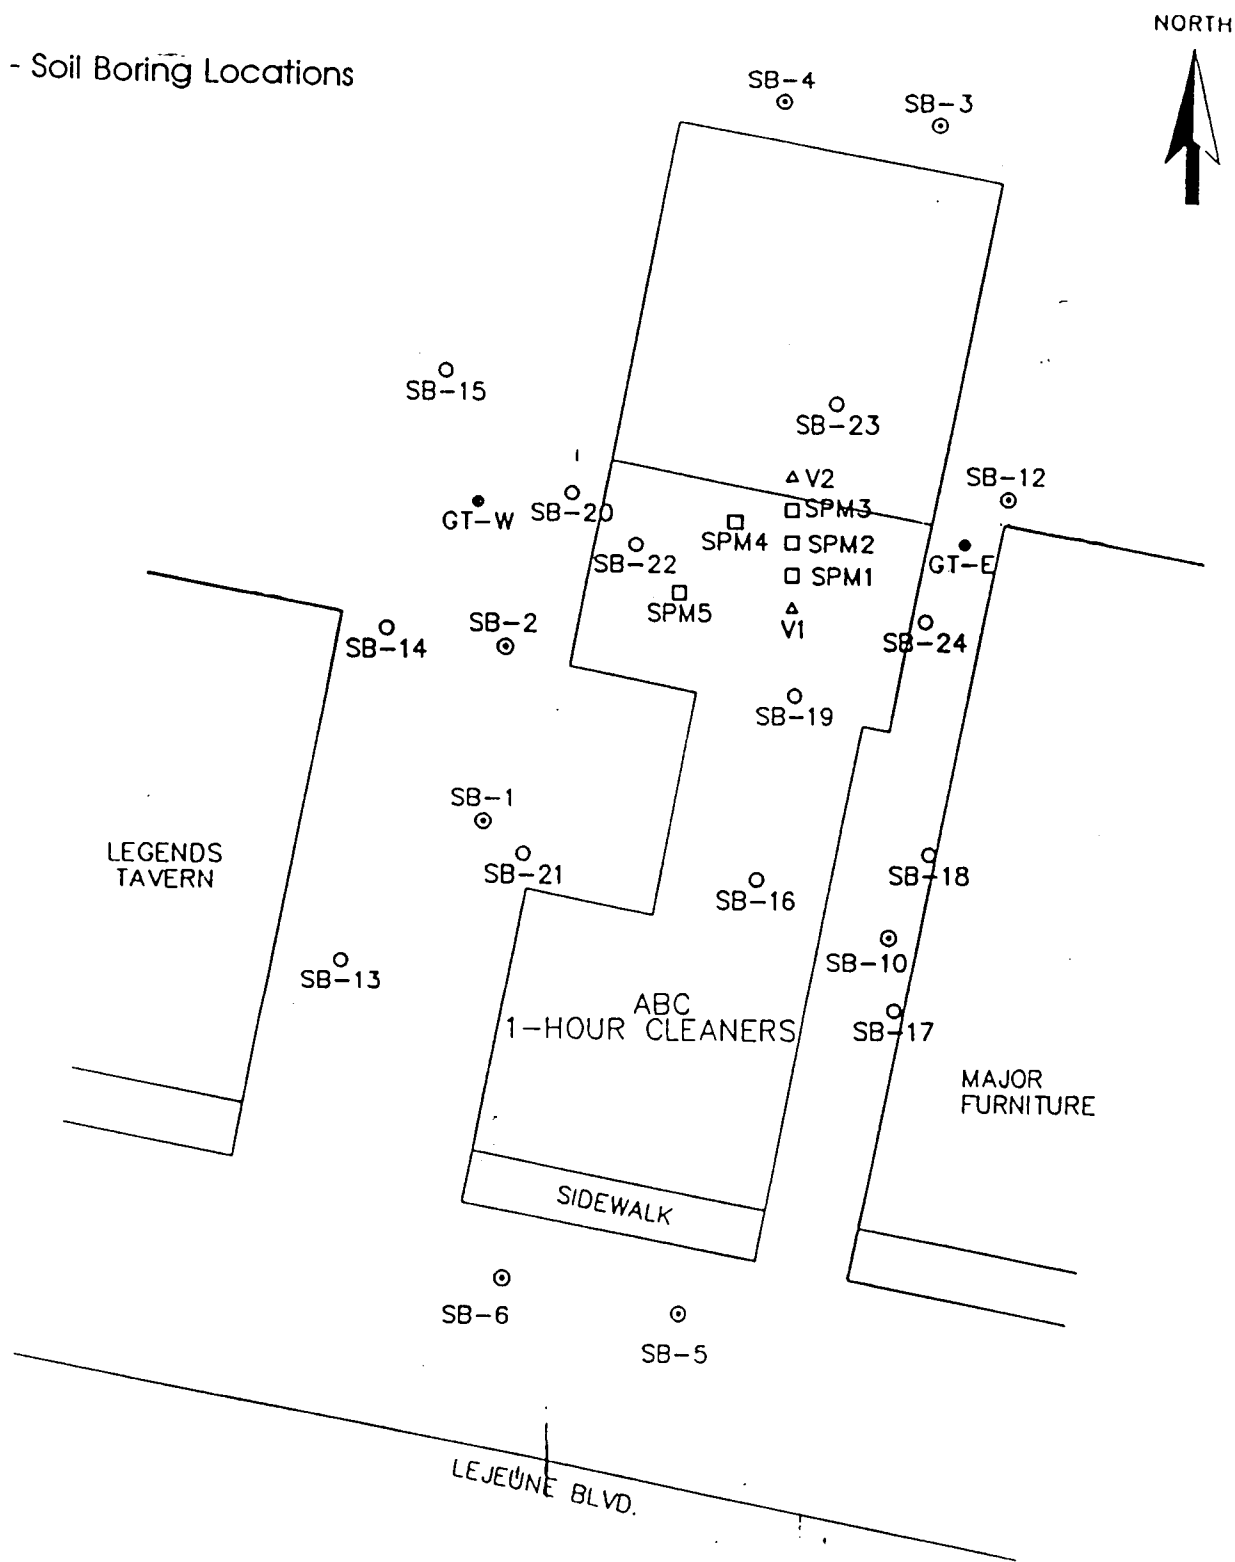 NORTH
- Soil Boring Locations
SB-4
SB-3
SB-15
SB-23
V2
SB-12
SPM3
GT-W
SB-20
SPM4
SPM2
GT-E
SB-22
SPM1
SPM5
SB-2
V1
SB-14
SB-24
SB-19
SB-1
LEGENDS
TAVERN
SB-21
SB-18
SB-16
SB-10
SB-13
ABC
1-HOUR CLEANERS
SB-17
MAJOR
FURNITURE
SIDEWALK
SB-6
SB-5
LEJEUNE BLVD.